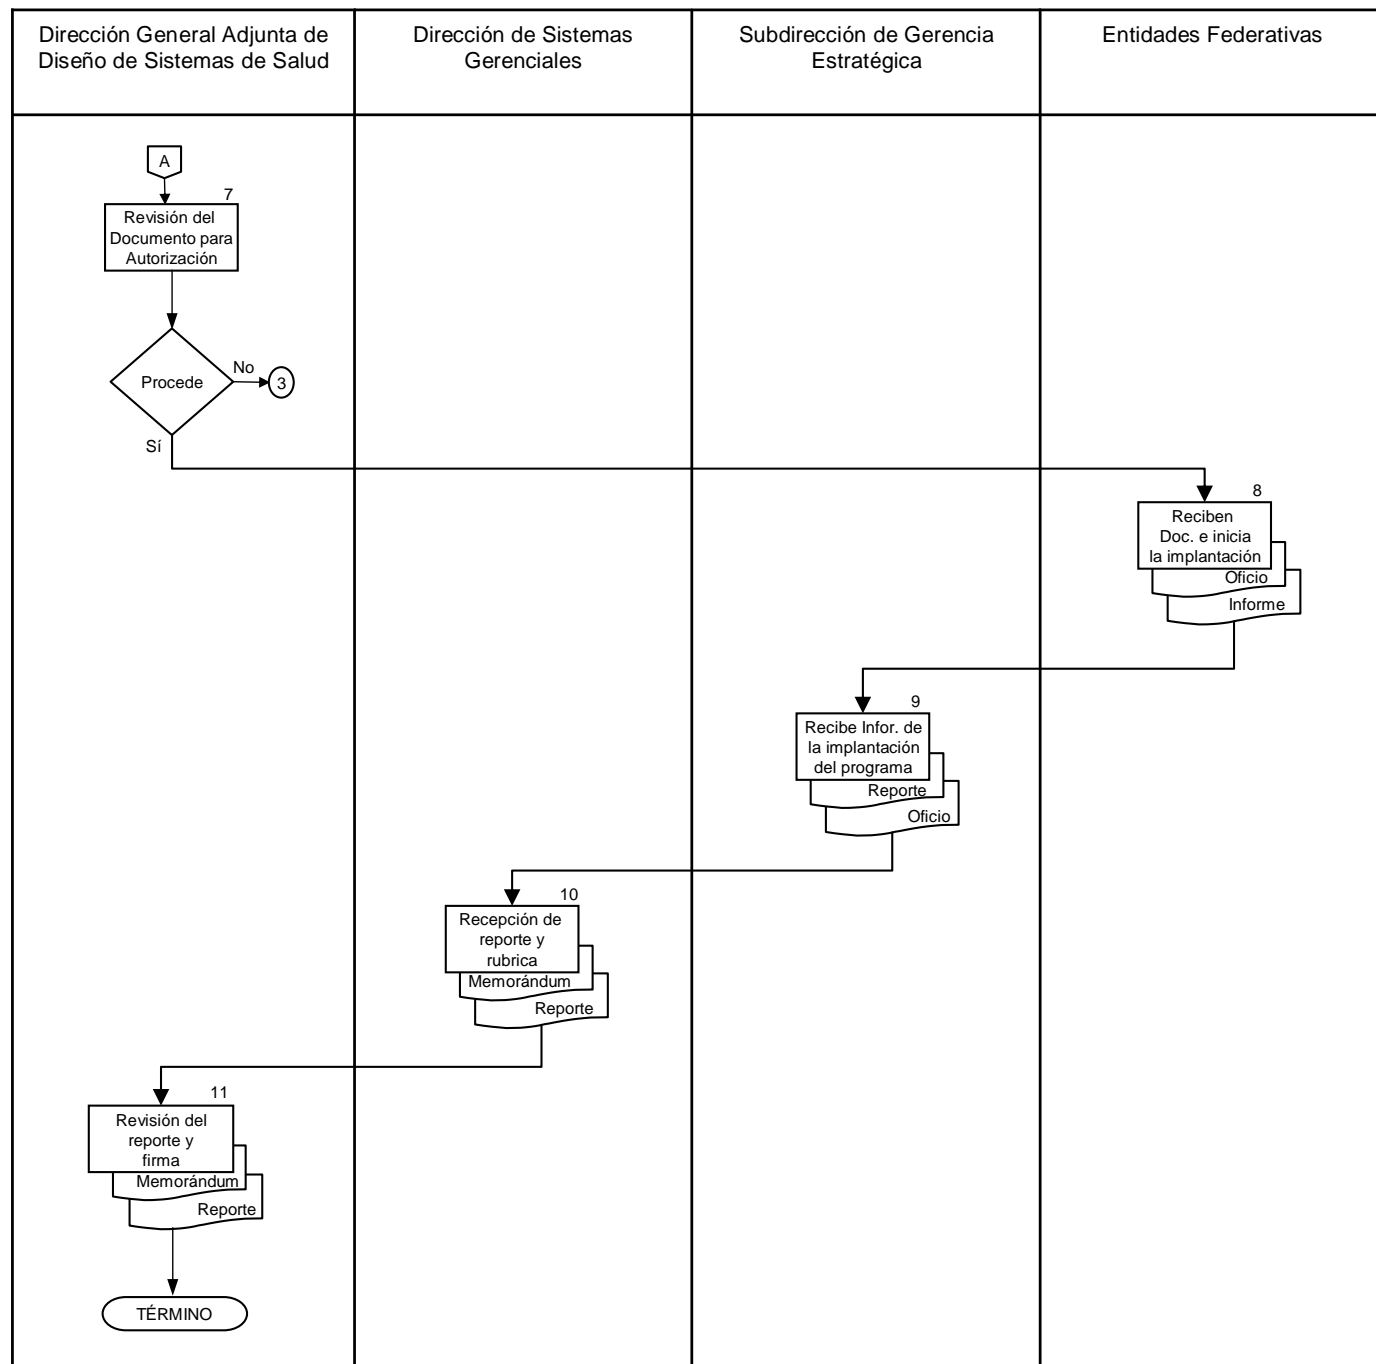 Dirección General Adjunta de
Diseño de Sistemas de Salud
Dirección de Sistemas
Gerenciales
Subdirección de Gerencia
Estratégica
Entidades Federativas
A
7
Revisión del
Documento para
Autorización
Procede
No
3
Sí
8
Reciben
Doc. e inicia
la implantación
Oficio
Informe
9
Recibe Infor. de
la implantación
del programa
Reporte
Oficio
10
Recepción de
reporte y
rubrica
Memorándum
Reporte
11
Revisión del
reporte y
firma
Memorándum
Reporte
TÉRMINO